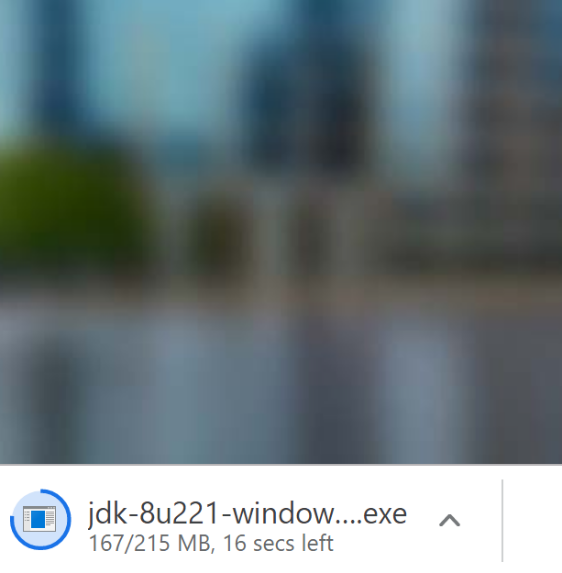 jdk-8u221-window....exe
167/215 MB, 16 secs left